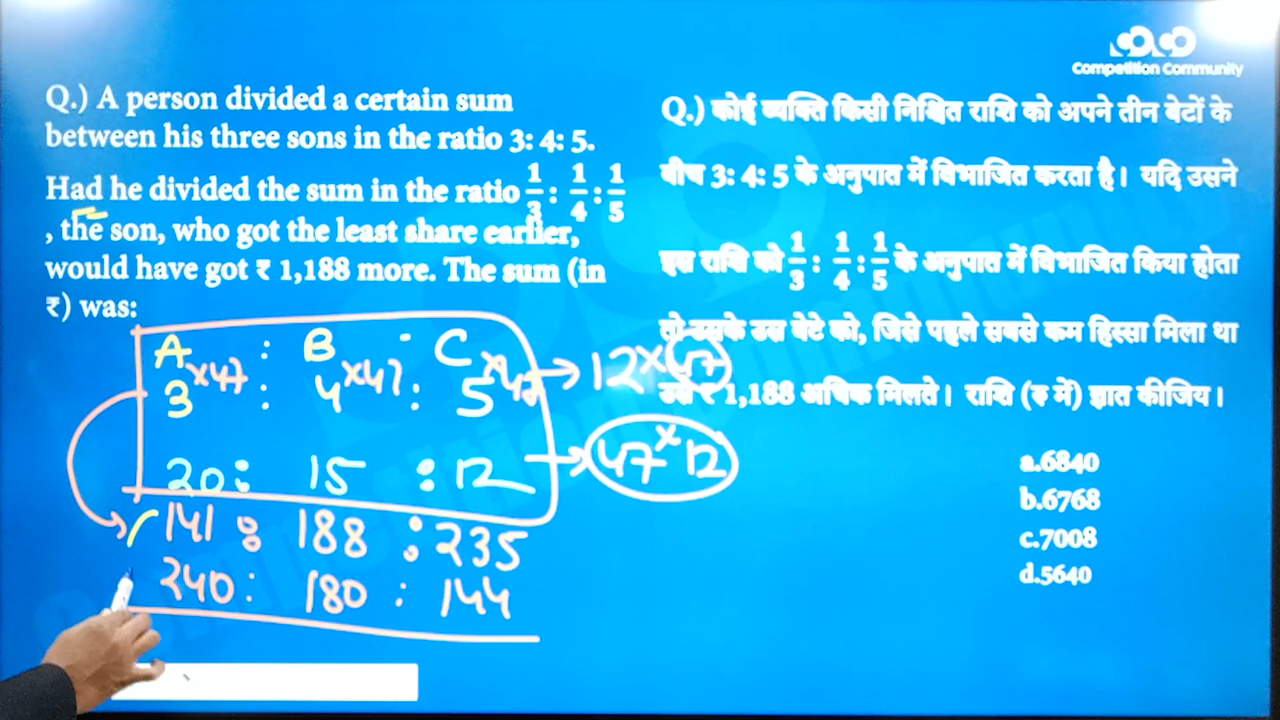 Competition Community
Q.) A person divided a certain sum
between his three sons in the ratio 3: 4: 5.
Had he divided the sum in the ratio 1/3 : 1/4 : 1/5
, the son, who got the least share earlier,
would have got ₹ 1,188 more. The sum (in
₹) was:
Q.) कोई व्यक्ति किसी निश्चित राशि को अपने तीन बेटों के
बीच 3: 4: 5 के अनुपात में विभाजित करता है। यदि उसने
इस राशि को 1/3 : 1/4 : 1/5 के अनुपात में विभाजित किया होता
तो उसके उस बेटे को, जिसे पहले सबसे कम हिस्सा मिला था
उसे ₹ 1,188 अधिक मिलते। राशि (रु में) ज्ञात कीजिय।
a.6840
b.6768
c.7008
d.5640
A : B : C
×47 ×47 ×47
3 : 4 : 5 → 12×47
20 : 15 : 12 → 47×12
141 : 188 : 235
240 : 180 : 144